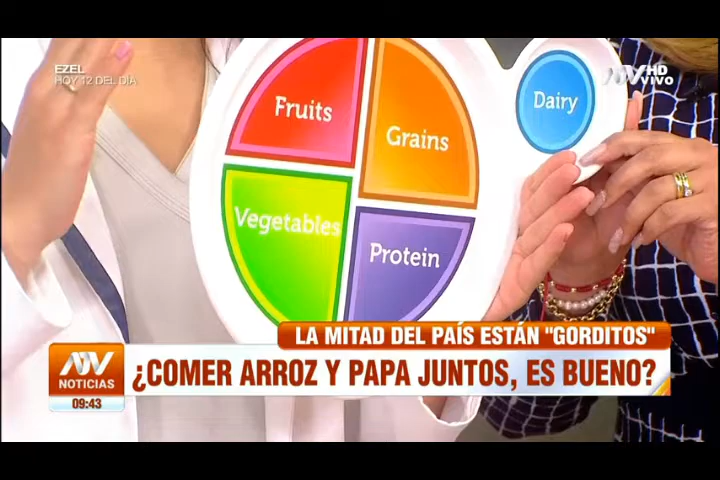 EZEL
HOY 12 DEL DÍA
ATV HD
VIVO
Fruits
Grains
Dairy
Vegetables
Protein
LA MITAD DEL PAÍS ESTÁN "GORDITOS"
ATV
NOTICIAS
¿COMER ARROZ Y PAPA JUNTOS, ES BUENO?
09:43